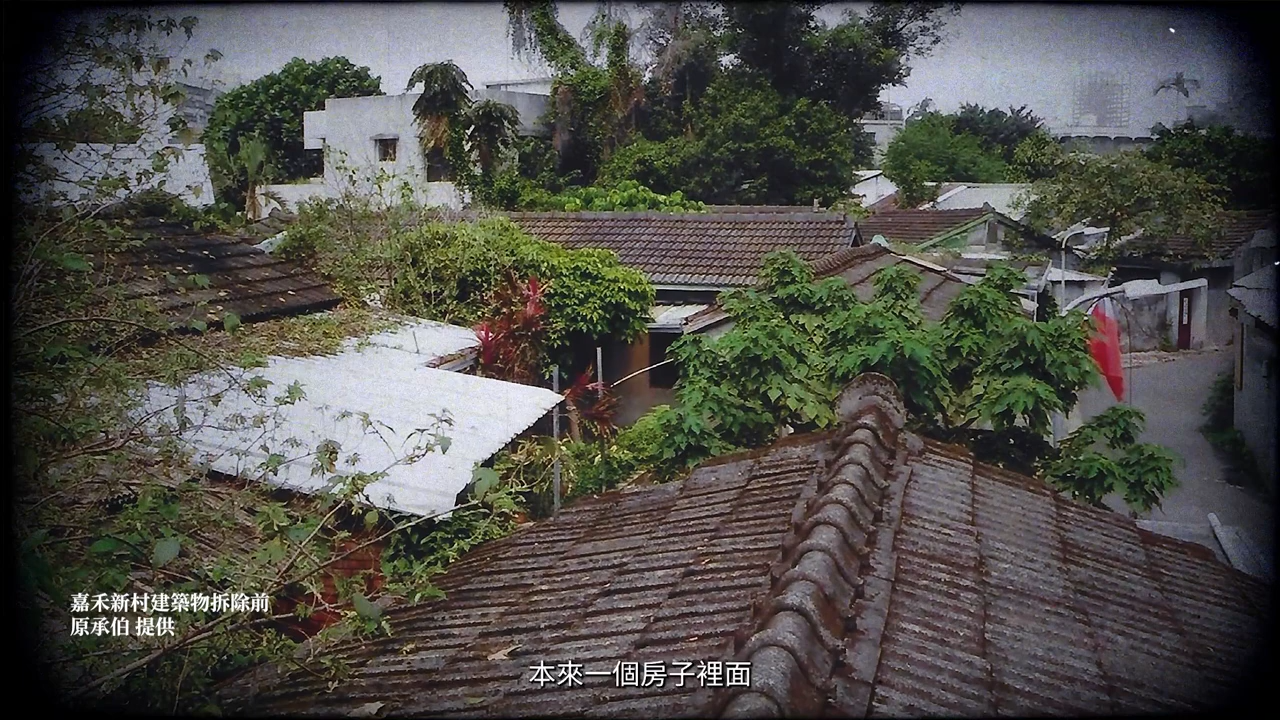 嘉禾新村建築物拆除前
原承伯 提供
本來一個房子裡面